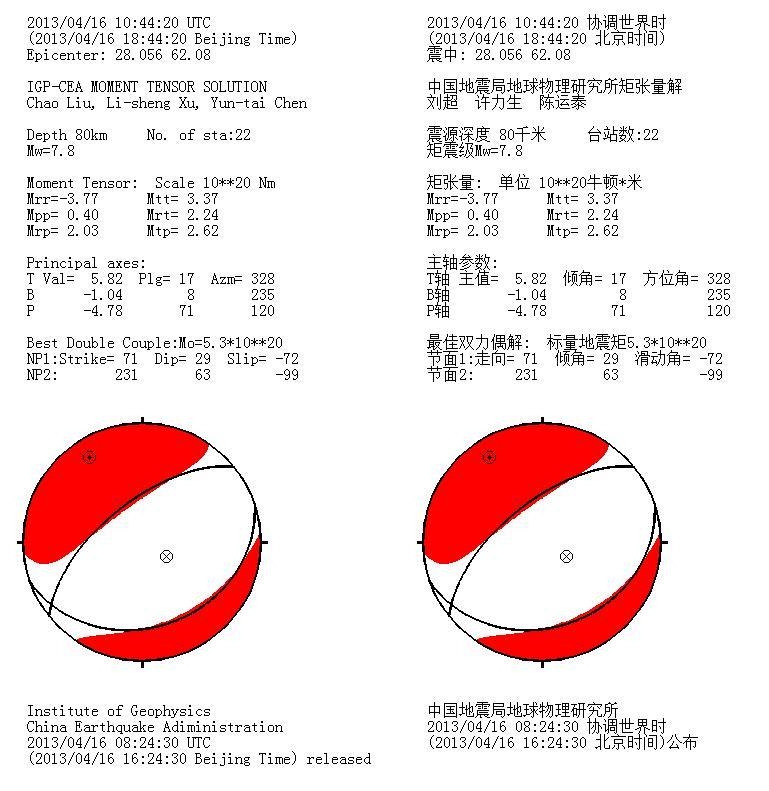 2013/04/16 10:44:20 UTC
(2013/04/16 18:44:20 Beijing Time)
Epicenter: 28.056 62.08
IGP-CEA MOMENT TENSOR SOLUTION
Chao Liu, Li-sheng Xu, Yun-tai Chen
Depth 80km No. of sta:22
Mw=7.8
Moment Tensor: Scale 10**20 Nm
Mrr=-3.77 Mtt= 3.37
Mpp= 0.40 Mrt= 2.24
Mrp= 2.03 Mtp= 2.62
Principal axes:
T Val= 5.82 Plg= 17 Azm= 328
B -1.04 8 235
P -4.78 71 120
Best Double Couple:Mo=5.3*10**20
NP1:Strike= 71 Dip= 29 Slip= -72
NP2: 231 63 -99
Institute of Geophysics
China Earthquake Adiministration
2013/04/16 08:24:30 UTC
(2013/04/16 16:24:30 Beijing Time) released
2013/04/16 10:44:20 协调世界时
(2013/04/16 18:44:20 北京时间)
震中: 28.056 62.08
中国地震局地球物理研究所矩张量解
刘超 许力生 陈运泰
震源深度 80千米 台站数:22
矩震级Mw=7.8
矩张量: 单位 10**20牛顿*米
Mrr=-3.77 Mtt= 3.37
Mpp= 0.40 Mrt= 2.24
Mrp= 2.03 Mtp= 2.62
主轴参数:
T轴 王值= 5.82 倾角= 17 方位角= 328
B轴 -1.04 8 235
P轴 -4.78 71 120
最佳双力偶解: 标量地震矩5.3*10**20
节面1:走向= 71 倾角= 29 滑动角= -72
节面2: 231 63 -99
中国地震局地球物理研究所
2013/04/16 08:24:30 协调世界时
(2013/04/16 16:24:30 北京时间)公布